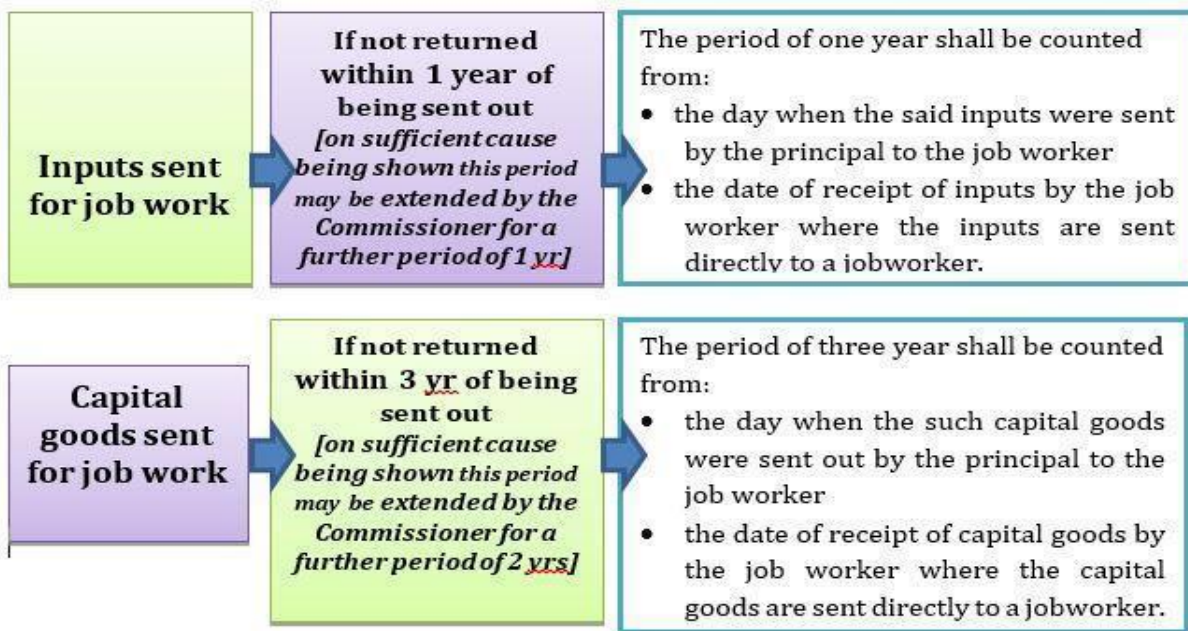 Inputs sent
for job work
If not returned
within 1 year of
being sent out
[on sufficient cause
being shown this period
may be extended by the
Commissioner for a
further period of 1 yr]
The period of one year shall be counted
from:
• the day when the said inputs were sent
by the principal to the job worker
• the date of receipt of inputs by the job
worker where the inputs are sent
directly to a jobworker.
Capital
goods sent
for job work
If not returned
within 3 yr of being
sent out
[on sufficient cause
being shown this period
may be extended by the
Commissioner for a
further period of 2 yrs]
The period of three year shall be counted
from:
• the day when the such capital goods
were sent out by the principal to the
job worker
• the date of receipt of capital goods by
the job worker where the capital
goods are sent directly to a jobworker.